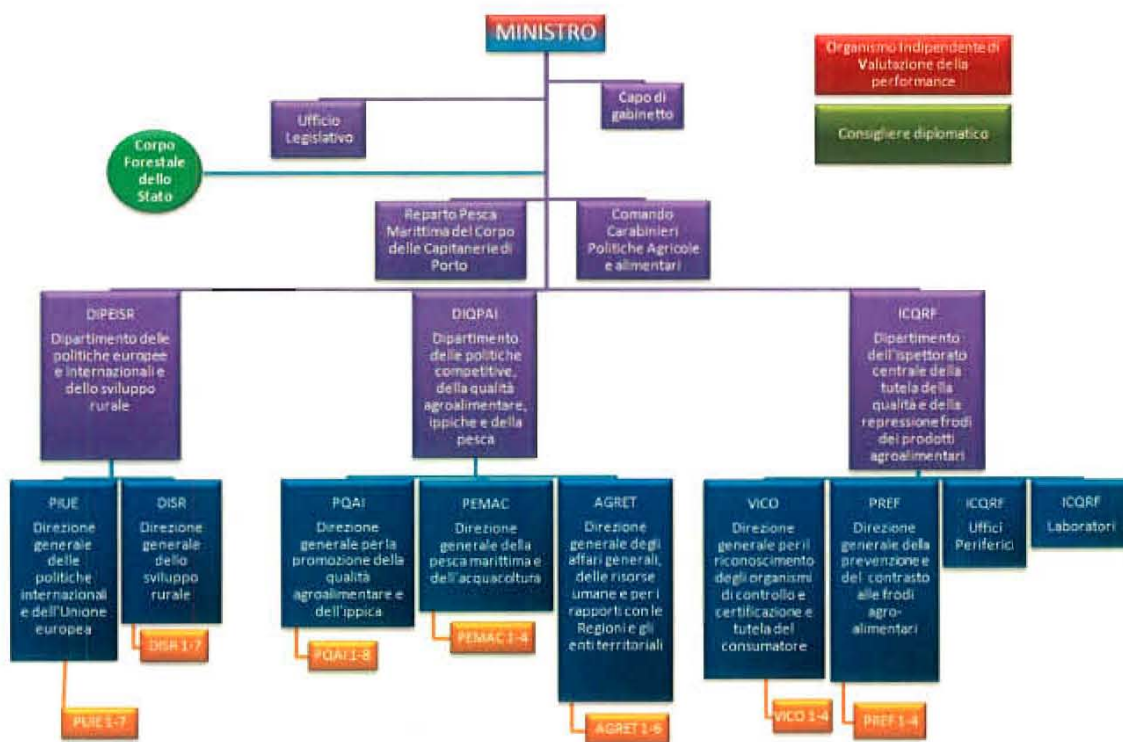 MINISTRO
Organismo Indipendente di
Valutazione della
performance
Consigliere diplomatico
Ufficio
Legislativo
Capo di
gabinetto
Corpo
Forestale
dello
Stato
Reparto Pesca
Marittima del Corpo
delle Capitanerie di
Porto
Comando
Carabinieri
Politiche Agricole
e alimentari
DIPEISR
Dipartimento delle
politiche europee
e internazionali e
dello sviluppo
rurale
DIQPAI
Dipartimento
delle politiche
competitive,
della qualità
agroalimentare,
ippiche e della
pesca
ICQRF
Dipartimento
dell'ispettorato
centrale della
tutela della
qualità e della
repressione frodi
dei prodotti
agroalimentari
PIUE
Direzione
generale
delle
politiche
internazionali
e dell'Unione
europea
PUIE 1-7
DISR
Direzione
generale
dello
sviluppo
rurale
DISR 1-7
PQAI
Direzione
generale per la
promozione della
qualità
agroalimentare e
dell'ippica
PQAI 1-8
PEMAC
Direzione
generale della
pesca marittima e
dell'acquacoltura
PEMAC 1-4
AGRET
Direzione
generale degli
affari generali,
delle risorse
umane e per i
rapporti con le
Regioni e gli
enti territoriali
AGRET 1-6
VICO
Direzione
generale per il
riconoscimento
degli organismi
di controllo e
certificazione e
tutela del
consumatore
VICO 1-4
PREF
Direzione
generale della
prevenzione e
del contrasto
alle frodi
agro-
alimentari
PREF 1-4
ICQRF
Uffici
Periferici
ICQRF
Laboratori